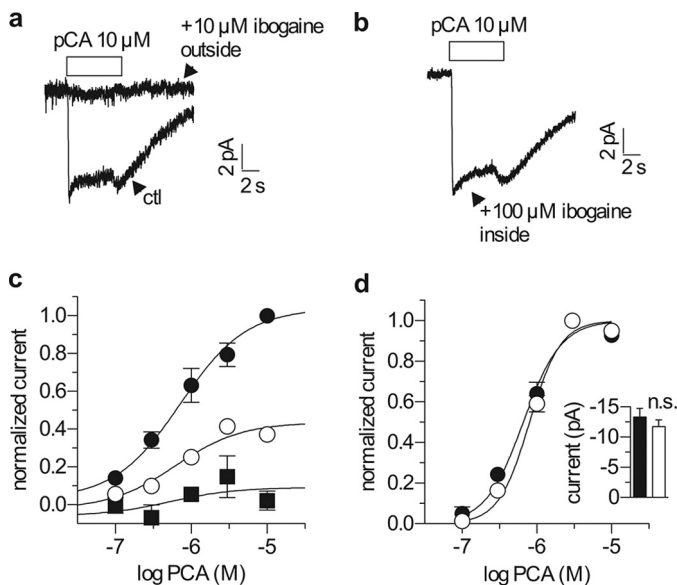 a
+10 µM ibogaine
outside
pCA 10 µM
ctl
2 pA
2 s
b
pCA 10 µM
2 pA
2 s
+100 µM ibogaine
inside
c
normalized current
1.0
0.8
0.6
0.4
0.2
0.0
-7
-6
-5
log PCA (M)
d
normalized current
1.0
0.8
0.6
0.4
0.2
0.0
-7
-6
-5
log PCA (M)
current (pA)
-15
-10
-5
0
n.s.